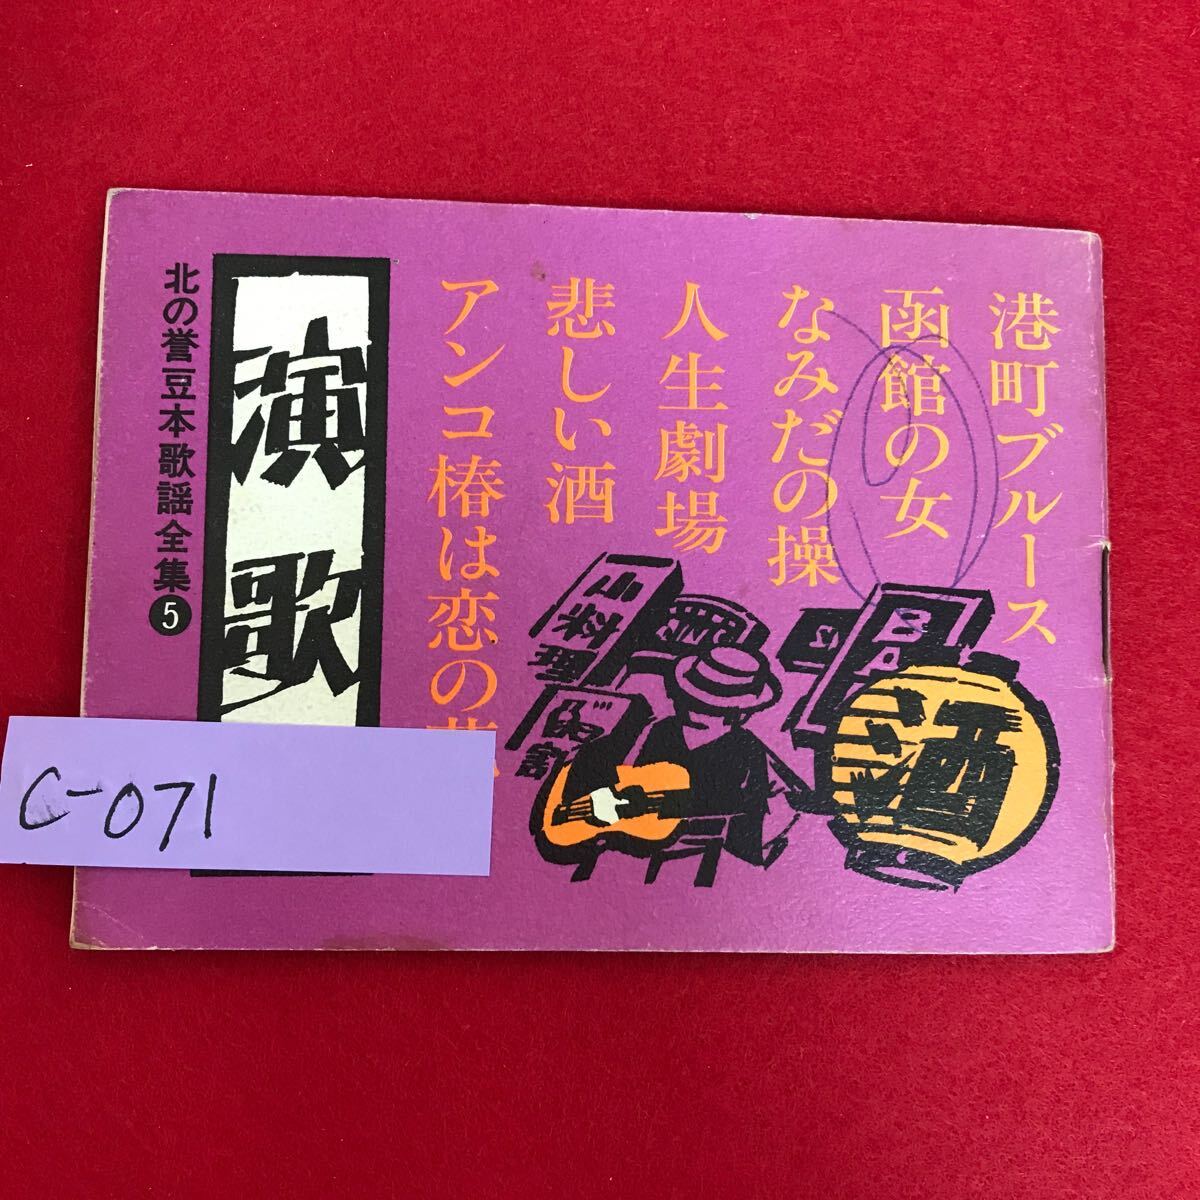 港町ブルース
函館の女
なみだの操
人生劇場
悲しい酒
アンコ椿は恋の
演歌
北の誉豆本歌謡全集5
小料理
BA
酒
C-071